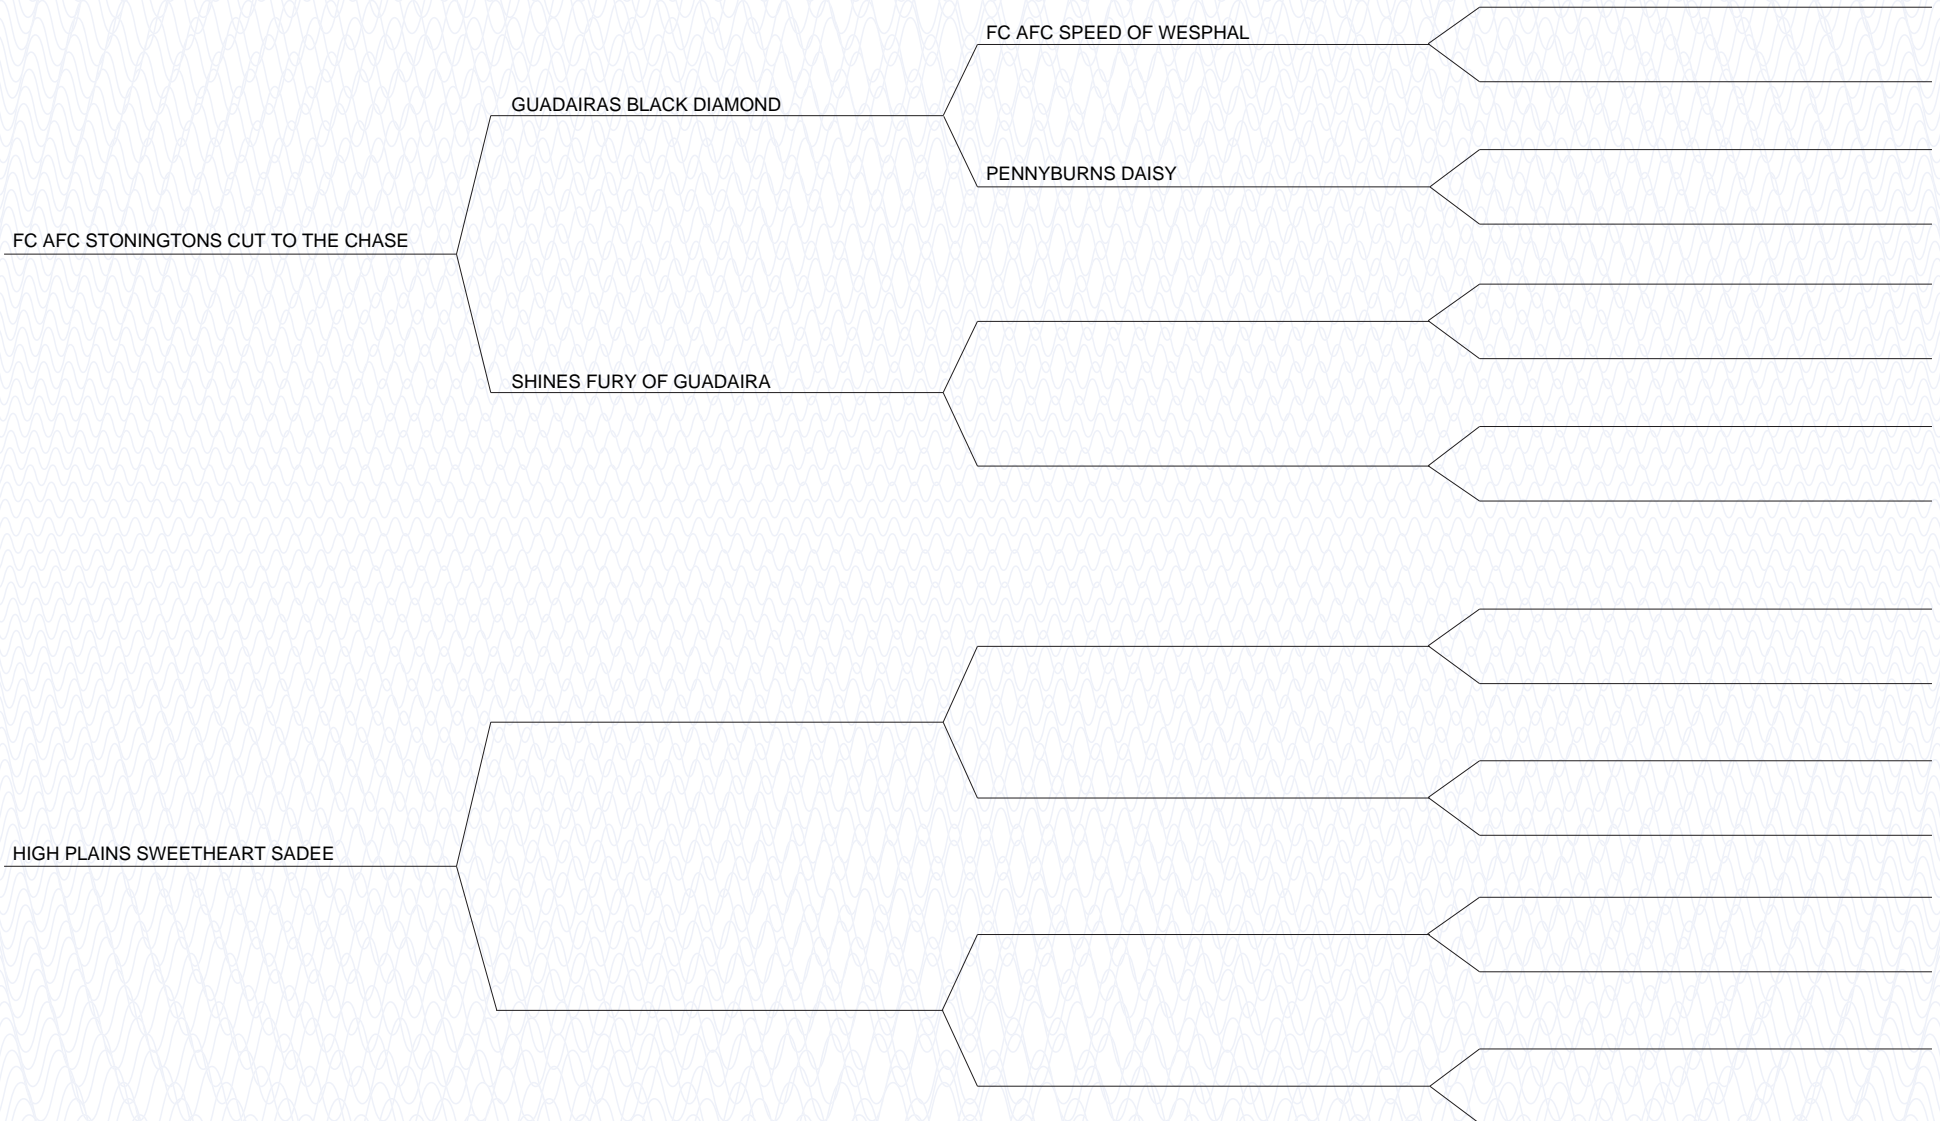 FC AFC SPEED OF WESPHAL
GUADAIRAS BLACK DIAMOND
PENNYBURNS DAISY
FC AFC STONINGTONS CUT TO THE CHASE
SHINES FURY OF GUADAIRA
HIGH PLAINS SWEETHEART SADEE